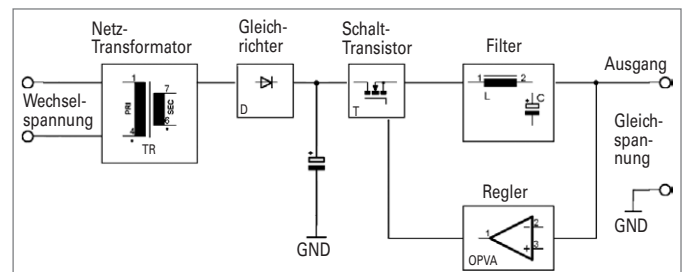 Netz-
Transformator
Gleich-
richter
Schalt-
Transistor
Filter
Ausgang
Wechsel-
spannung
1
4
PRI
7
6
SEC
TR
D
T
1
2
L
C
+
+
Gleich-
span-
nung
GND
GND
Regler
1
2
3
-
+
OPVA